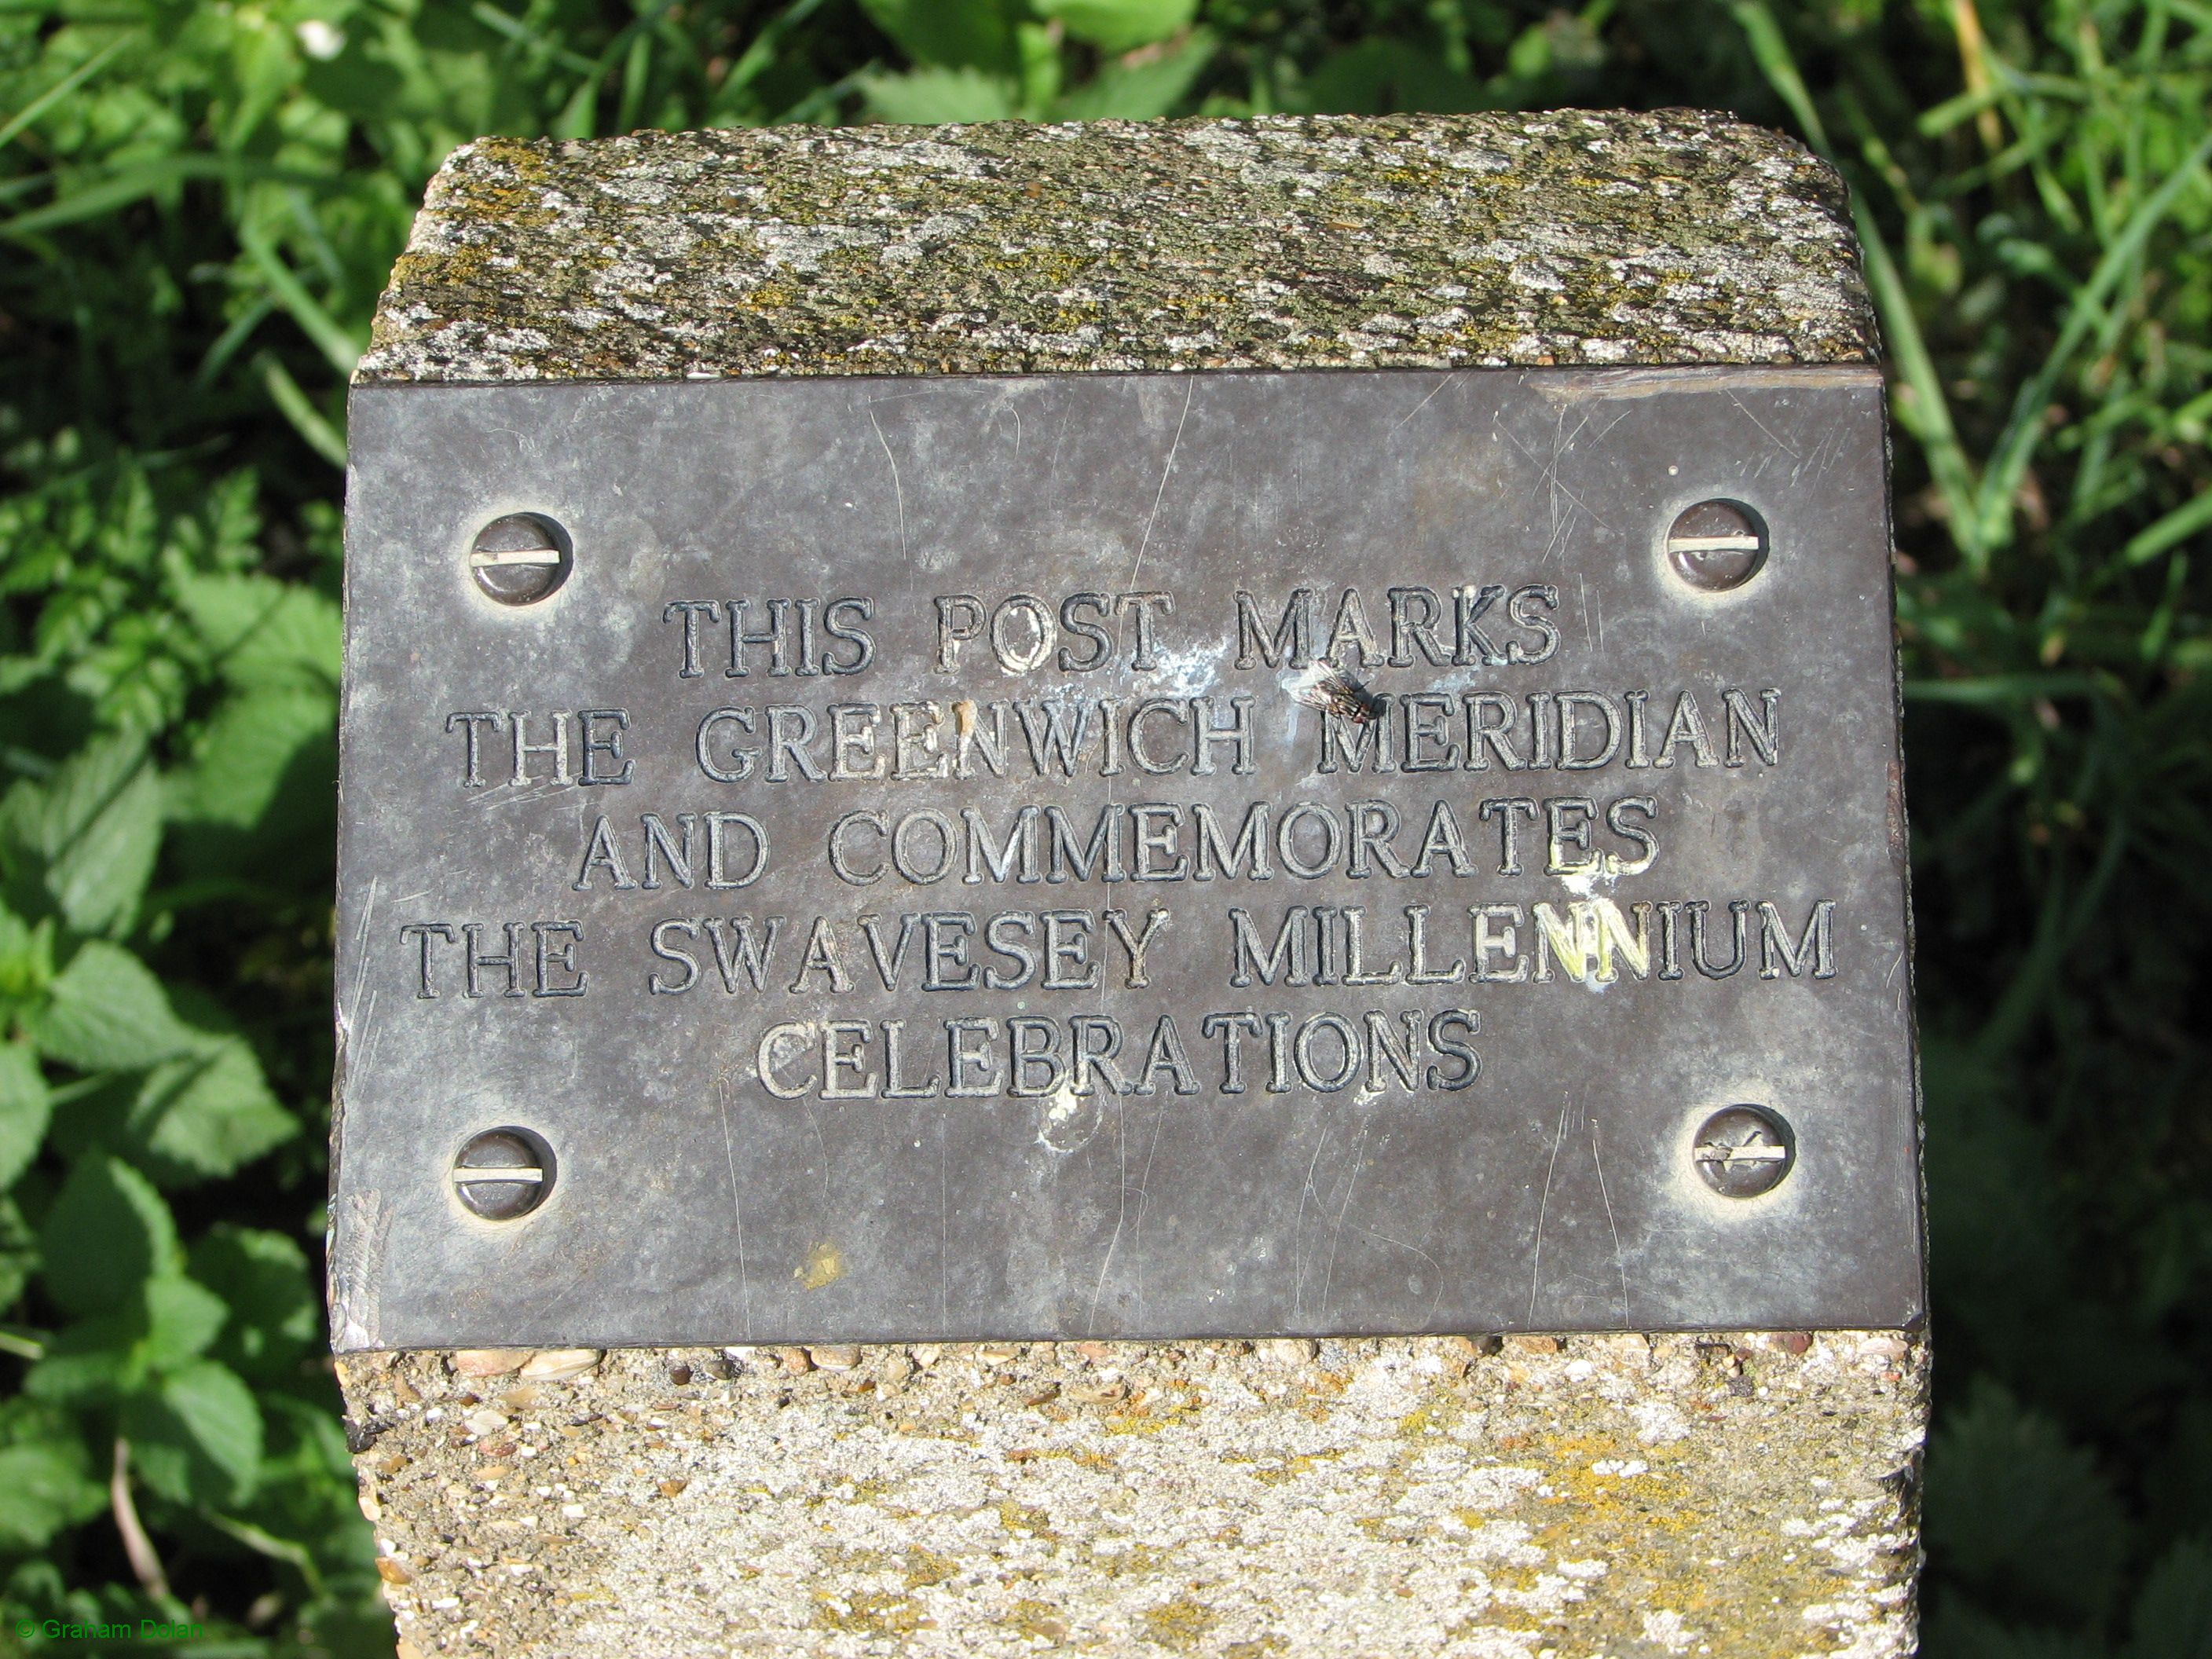 THIS POST MARKS
THE GREENWICH MERIDIAN
AND COMMEMORATES
THE SWAVESEY MILLENNIUM
CELEBRATIONS
© Graham Dolan